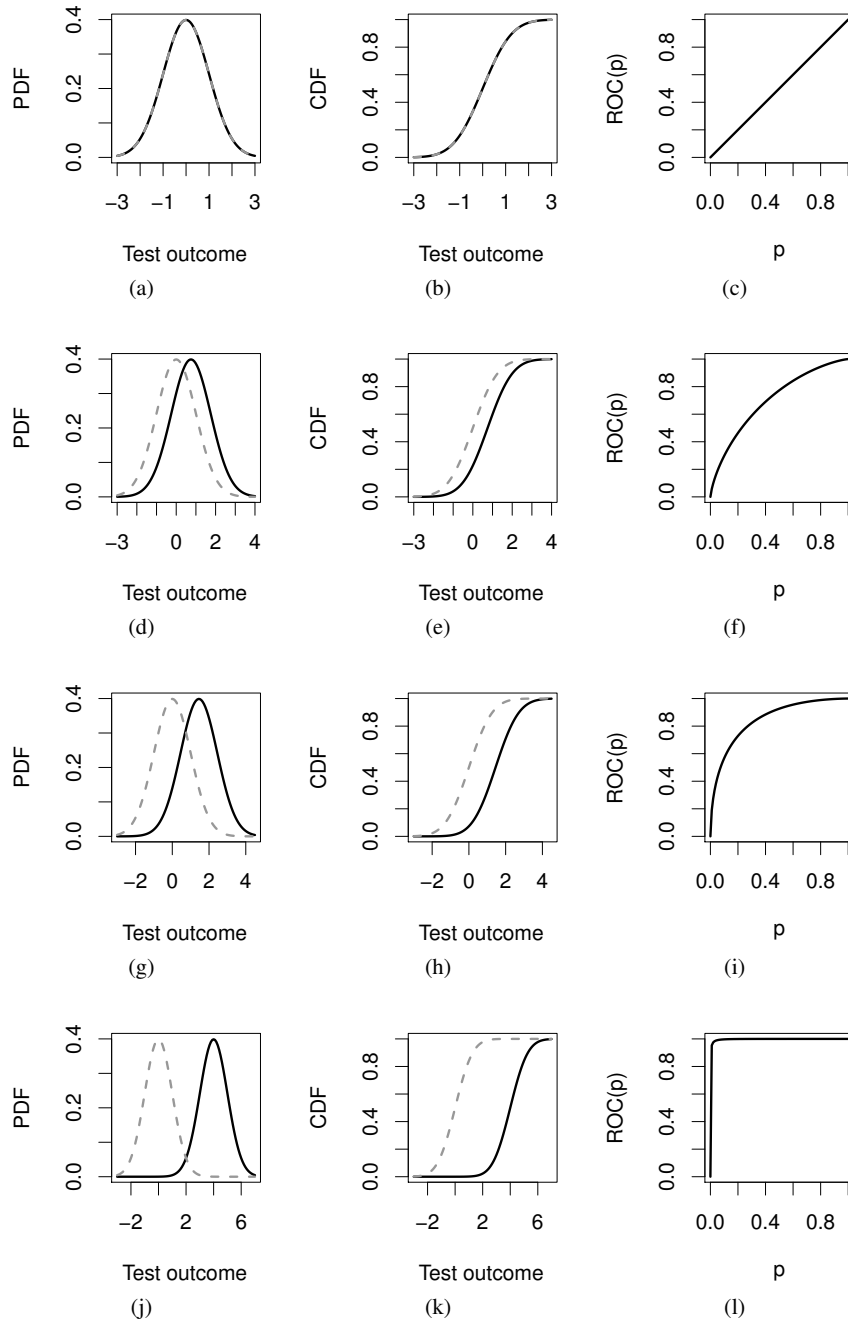 PDF
0.0 0.2 0.4
−3 −1 1 3
Test outcome
(a)
CDF
0.0 0.4 0.8
−3 −1 1 3
Test outcome
(b)
ROC(p)
0.0 0.4 0.8
0.0 0.4 0.8
p
(c)
PDF
0.0 0.2 0.4
−3 0 2 4
Test outcome
(d)
CDF
0.0 0.4 0.8
−3 0 2 4
Test outcome
(e)
ROC(p)
0.0 0.4 0.8
0.0 0.4 0.8
p
(f)
PDF
0.0 0.2 0.4
−2 0 2 4
Test outcome
(g)
CDF
0.0 0.4 0.8
−2 0 2 4
Test outcome
(h)
ROC(p)
0.0 0.4 0.8
0.0 0.4 0.8
p
(i)
PDF
0.0 0.2 0.4
−2 2 4 6
Test outcome
(j)
CDF
0.0 0.4 0.8
−2 2 6
Test outcome
(k)
ROC(p)
0.0 0.4 0.8
0.0 0.4 0.8
p
(l)